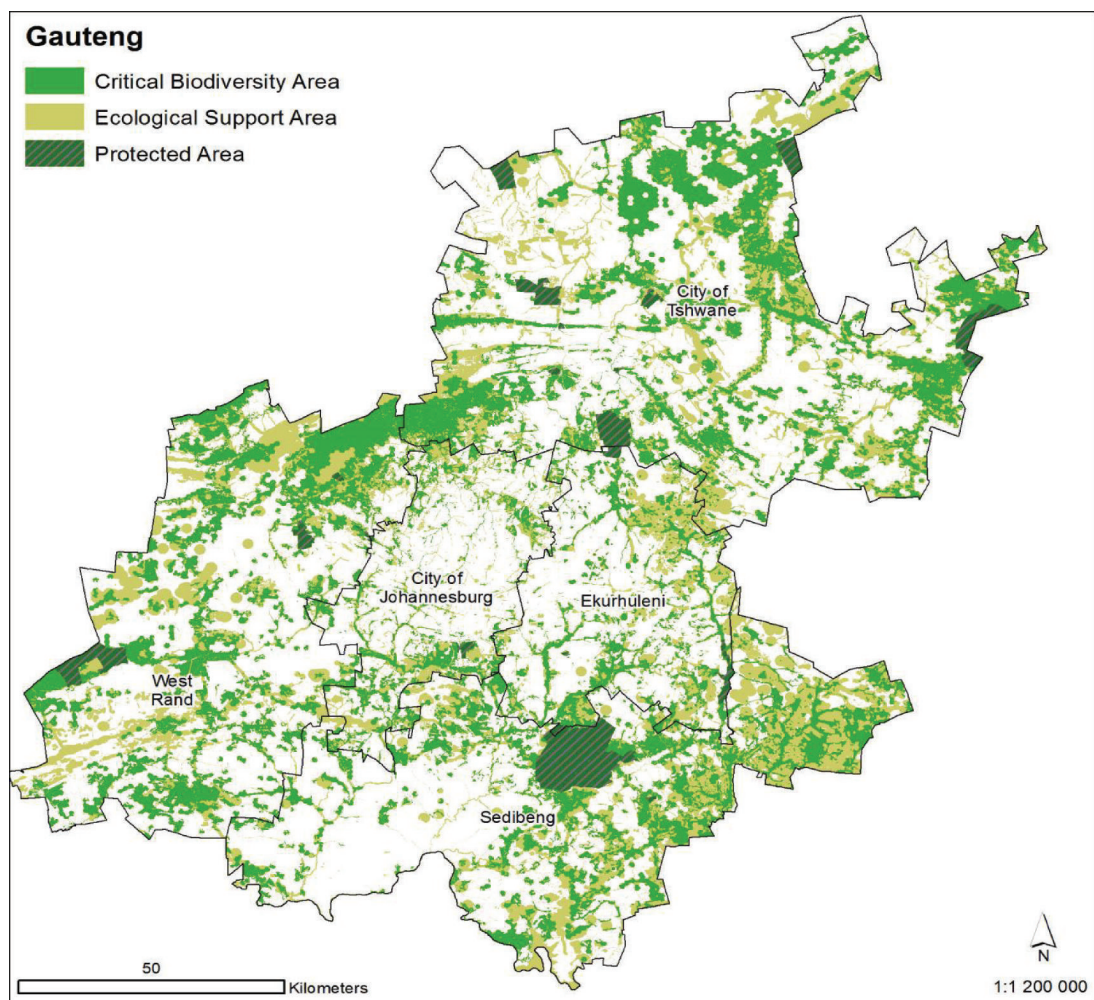 Gauteng
Critical Biodiversity Area
Ecological Support Area
Protected Area
City of
Tshwane
City of
Johannesburg
Ekurhuleni
West
Rand
Sedibeng
50
Kilometers
N
1:1 200 000